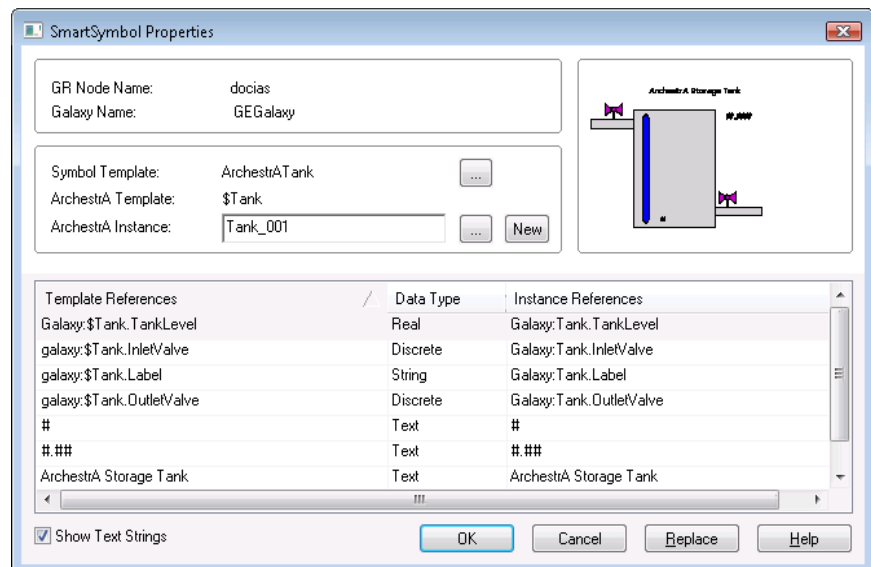 SmartSymbol Properties
GR Node Name: docias
Galaxy Name: GEGalaxy
ArchestrA Storage Tank
#.###
#
Symbol Template: ArchestrATank ...
ArchestrA Template: $Tank
ArchestrA Instance: Tank_001 ... New
Template References Data Type Instance References
Galaxy:$Tank.TankLevel Real Galaxy:Tank.TankLevel
galaxy:$Tank.InletValve Discrete Galaxy:Tank.InletValve
galaxy:$Tank.Label String Galaxy:Tank.Label
galaxy:$Tank.OutletValve Discrete Galaxy:Tank.OutletValve
# Text #
#.## Text #.##
ArchestrA Storage Tank Text ArchestrA Storage Tank
Show Text Strings OK Cancel Replace Help